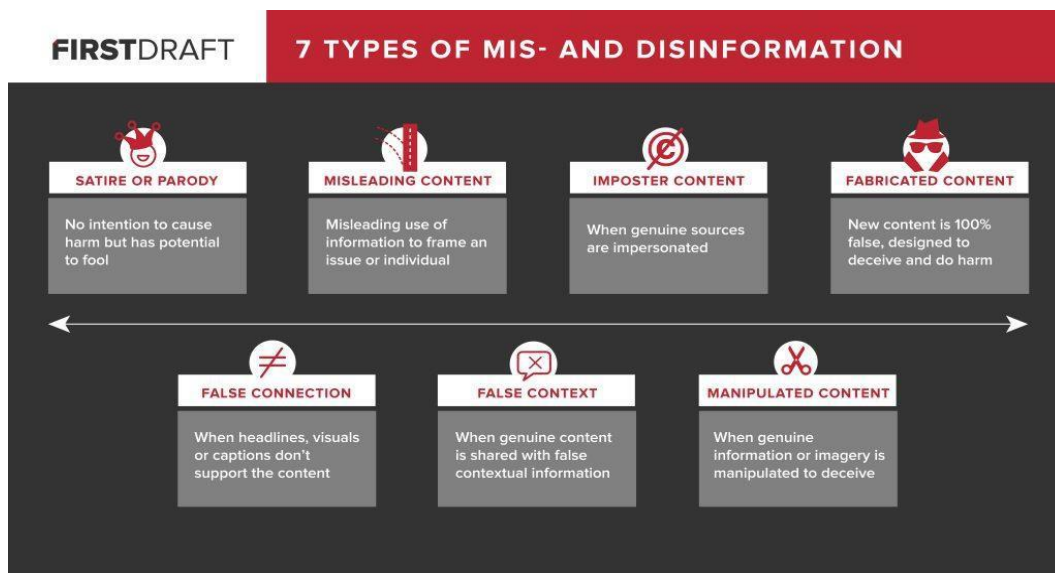 FIRSTDRAFT
7 TYPES OF MIS- AND DISINFORMATION
SATIRE OR PARODY
No intention to cause
harm but has potential
to fool
MISLEADING CONTENT
Misleading use of
information to frame an
issue or individual
IMPOSTER CONTENT
When genuine sources
are impersonated
FABRICATED CONTENT
New content is 100%
false, designed to
deceive and do harm
FALSE CONNECTION
When headlines, visuals
or captions don't
support the content
FALSE CONTEXT
When genuine content
is shared with false
contextual information
MANIPULATED CONTENT
When genuine
information or imagery is
manipulated to deceive